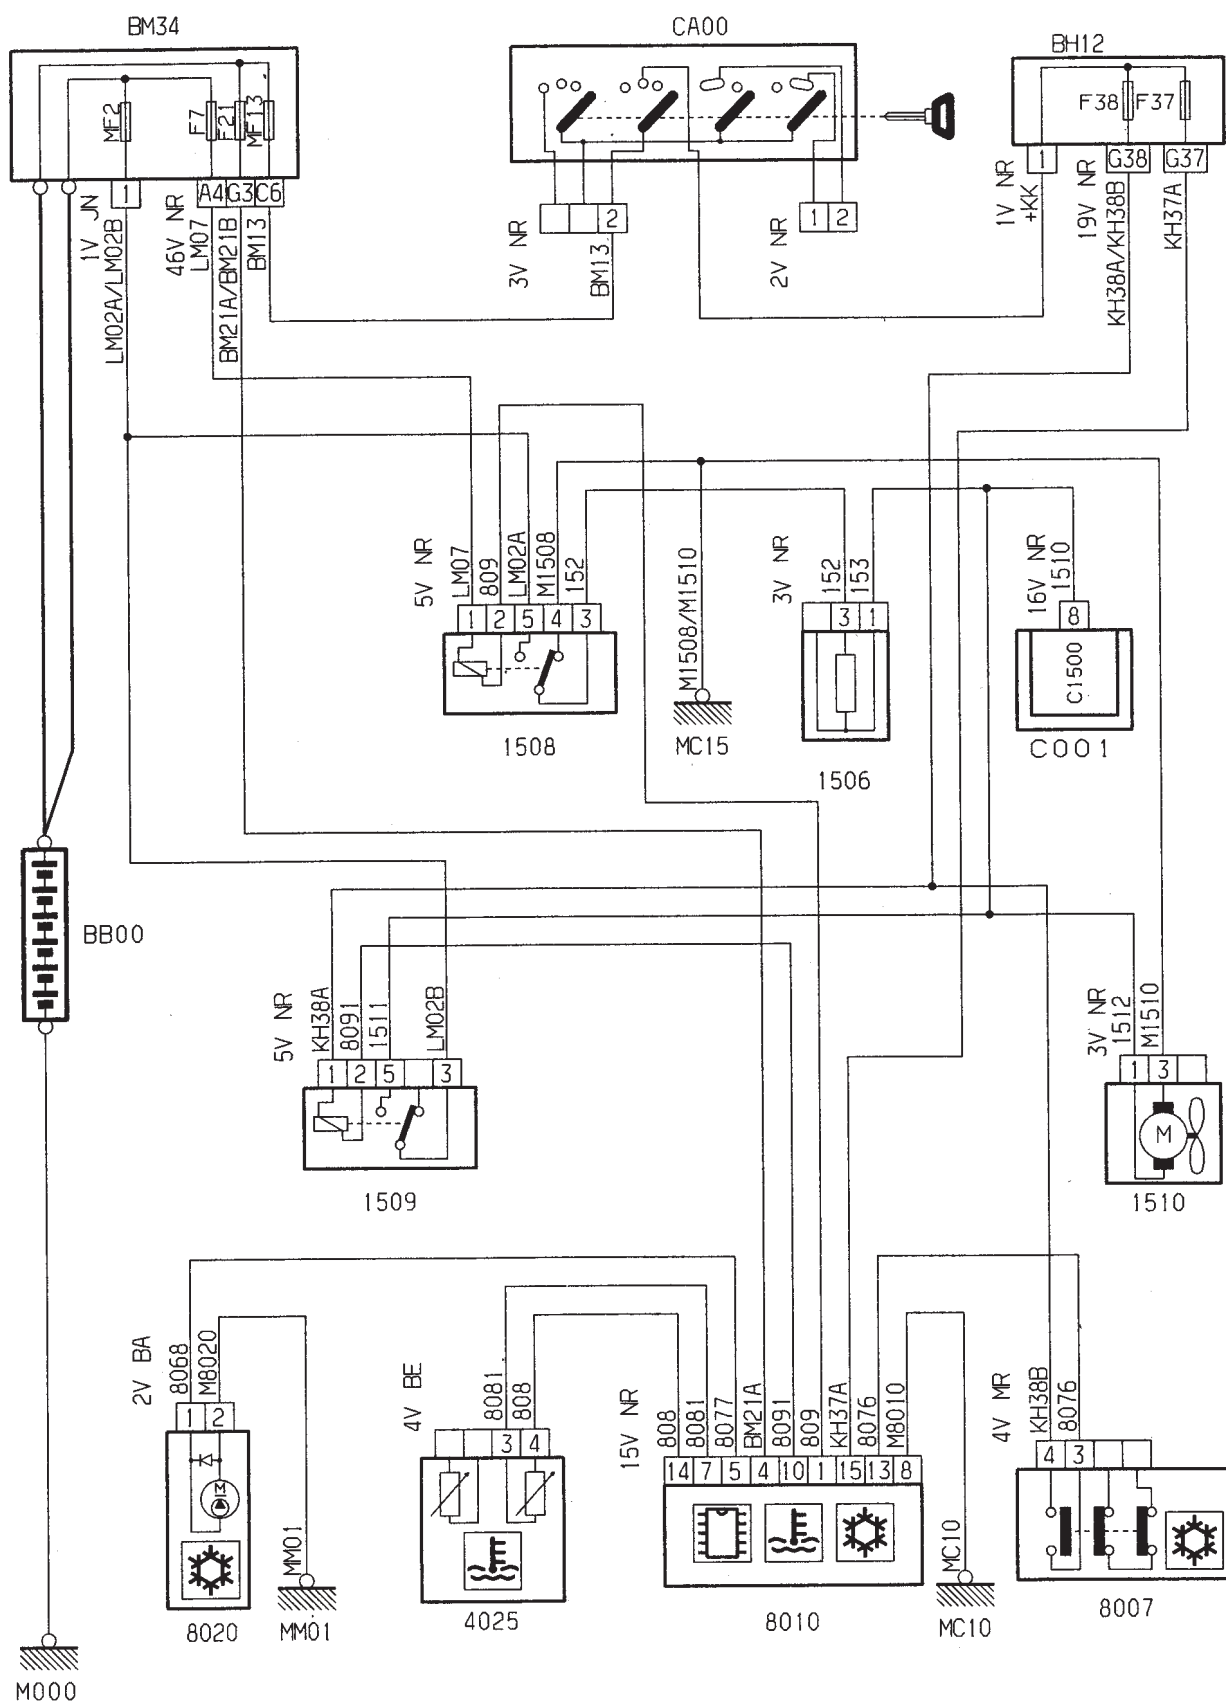 BM34
CA00
BH12
MF2
F7
F21
MF13
F38
F37
1
A4
G3
C6
2
1
2
1
G38
G37
1V JN
LM02A/LM02B
46V NR
LM07
BM21A/BM21B
BM13
3V NR
BM13
2V NR
1V NR
+KK
19V NR
KH38A/KH38B
KH37A
5V NR
LM07
809
LM02A
M1508
152
1
2
5
4
3
1508
M1508/M1510
MC15
3V NR
152
153
3
1
1506
16V NR
1510
8
C1500
C001
BB00
5V NR
KH38A
8091
1511
LM02B
1
2
5
3
1509
3V NR
1512
M1510
1
3
M
1510
2V BA
8068
M8020
1
2
M
8020
MM01
MM01
4V BE
8081
808
3
4
4025
15V NR
808
8081
8077
BM21A
8091
809
KH37A
8076
M8010
14
7
5
4
10
1
15
13
8
8010
MC10
MC10
4V MR
KH38B
8076
4
3
8007
M000